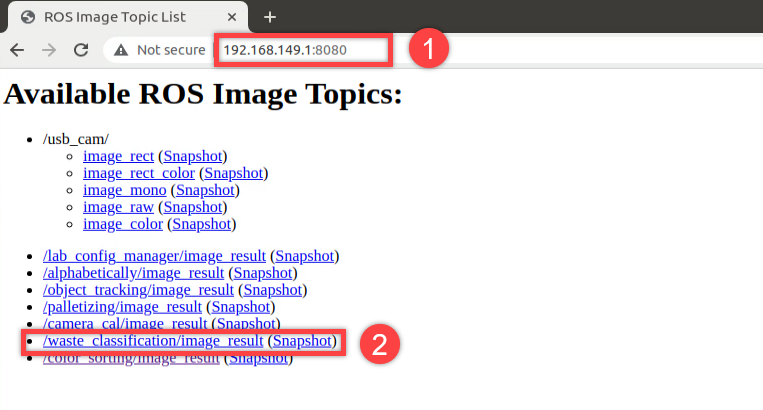 ROS Image Topic List
Not secure 192.168.149.1:8080
1
Available ROS Image Topics:
/usb_cam/
image_rect (Snapshot)
image_rect_color (Snapshot)
image_mono (Snapshot)
image_raw (Snapshot)
image_color (Snapshot)
/lab_config_manager/image_result (Snapshot)
/alphabetically/image_result (Snapshot)
/object_tracking/image_result (Snapshot)
/palletizing/image_result (Snapshot)
/camera_cal/image_result (Snapshot)
/waste_classification/image_result (Snapshot)
2
/color_sorting/image_result (Snapshot)